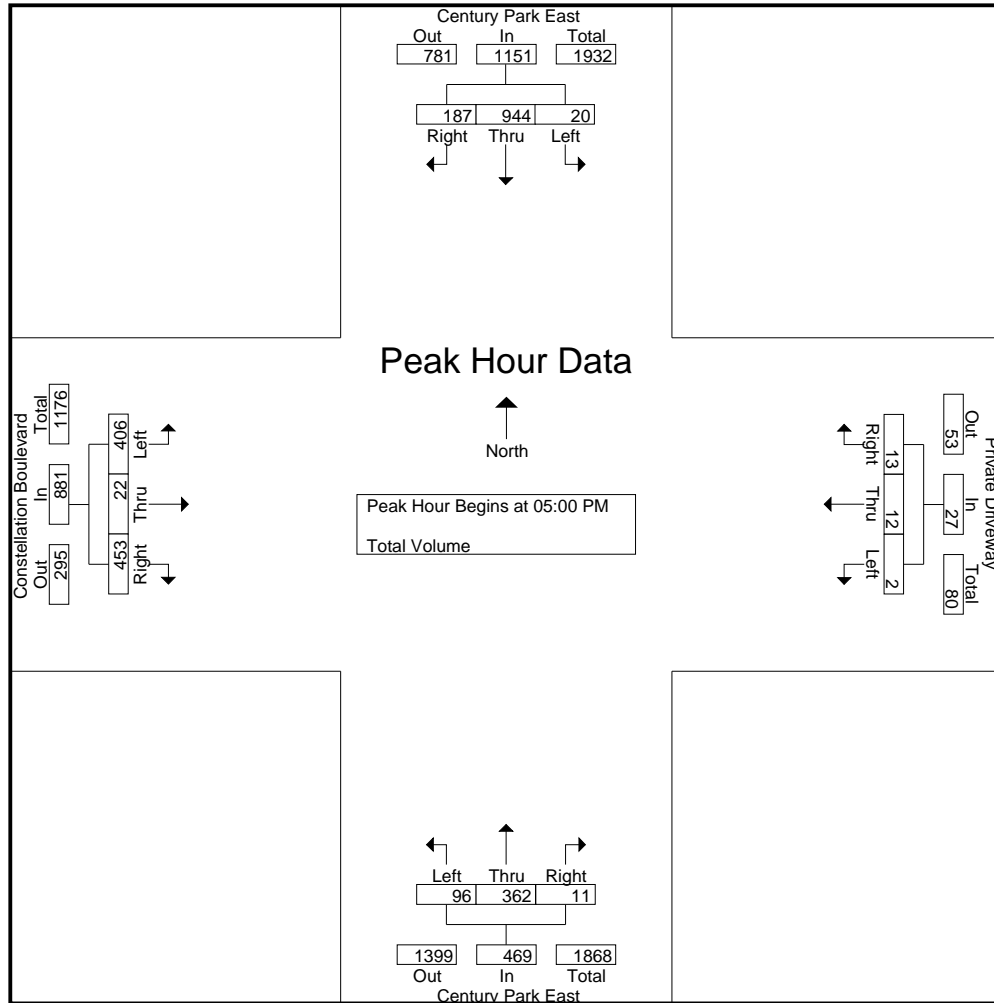 Century Park East
Out In Total
781 1151 1932
187 944 20
Right Thru Left
Peak Hour Data
North
Peak Hour Begins at 05:00 PM
Total Volume
Constellation Boulevard
Out In Total
295 881 1176
453 22 406
Right Thru Left
Private Driveway
Out In Total
53 27 80
13 12 2
Right Thru Left
Left Thru Right
96 362 11
1399 469 1868
Out In Total
Century Park East